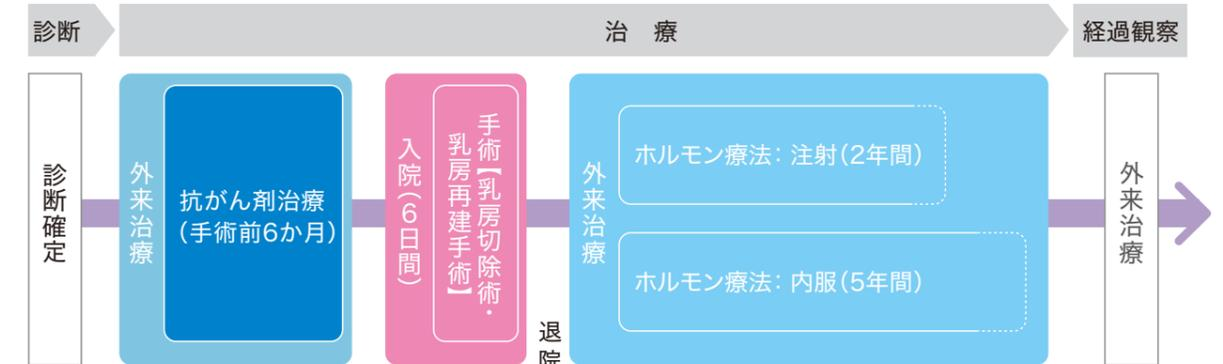 診断
治　療
経過観察
診断確定
外来治療
抗がん剤治療
（手術前6か月）
入院（6日間）
手術【乳房切除術・
乳房再建手術】
退院
外来治療
ホルモン療法：注射（2年間）
ホルモン療法：内服（5年間）
外来治療